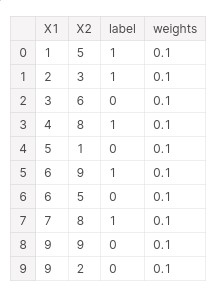 X1 X2 label weights
0 1 5 1 0.1
1 2 3 1 0.1
2 3 6 0 0.1
3 4 8 1 0.1
4 5 1 0 0.1
5 6 9 1 0.1
6 6 5 0 0.1
7 7 8 1 0.1
8 9 9 0 0.1
9 9 2 0 0.1